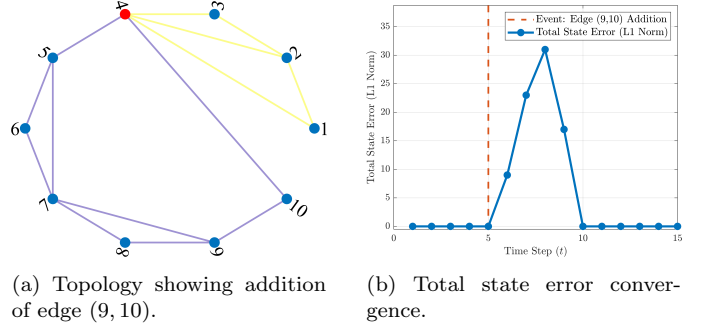 4
3
5
2
6
1
7
10
8
9
(a) Topology showing addition
of edge (9, 10).
Event: Edge (9,10) Addition
Total State Error (L1 Norm)
Total State Error (L1 Norm)
35
30
25
20
15
10
5
0
0
5
10
15
Time Step (t)
(b) Total state error conver-
gence.